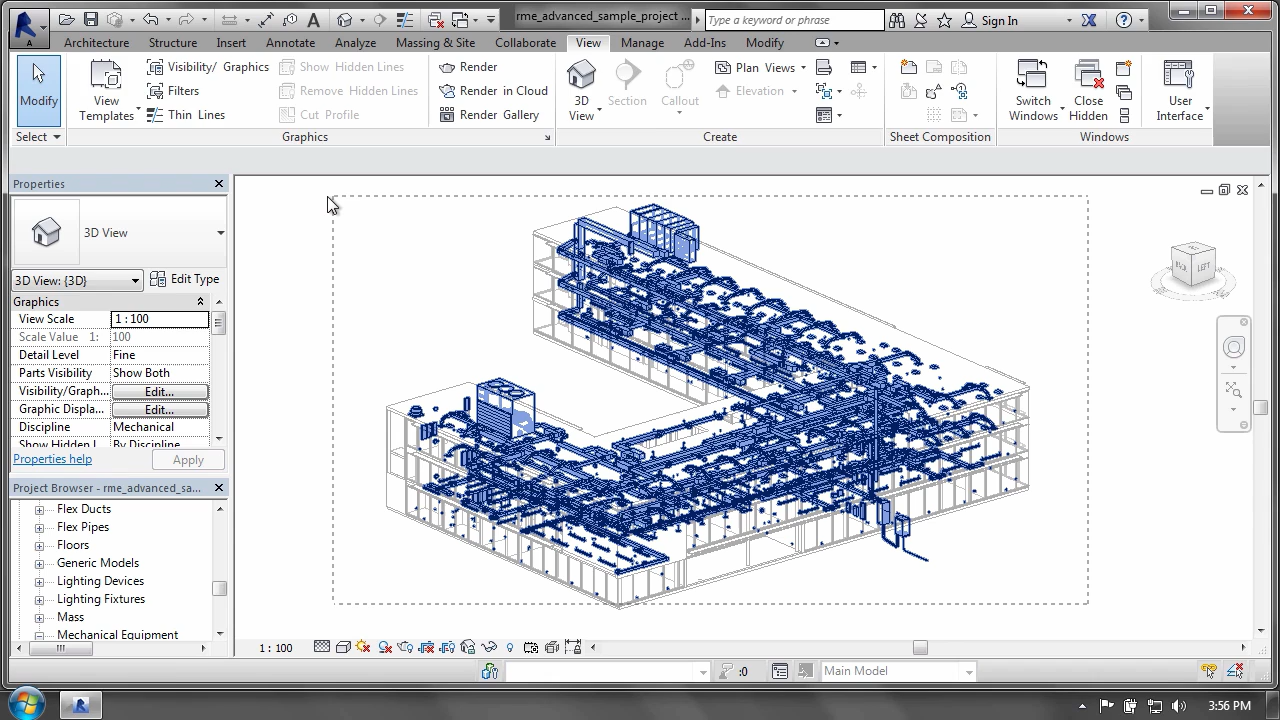 rme_advanced_sample_project ...
Type a keyword or phrase
Sign In
Architecture Structure Insert Annotate Analyze Massing & Site Collaborate View Manage Add-Ins Modify
Modify
View Templates
Visibility/ Graphics
Filters
Thin Lines
Show Hidden Lines
Remove Hidden Lines
Cut Profile
Render
Render in Cloud
Render Gallery
3D View
Section
Callout
Plan Views
Elevation
Switch Windows
Close Hidden
User Interface
Select Graphics Create Sheet Composition Windows
Properties
3D View
3D View: {3D} Edit Type
Graphics
View Scale 1 : 100
Scale Value 1: 100
Detail Level Fine
Parts Visibility Show Both
Visibility/Graph... Edit...
Graphic Displa... Edit...
Discipline Mechanical
Show Hidden L... By Discipline
Properties help Apply
Project Browser - rme_advanced_sa...
Flex Ducts
Flex Pipes
Floors
Generic Models
Lighting Devices
Lighting Fixtures
Mass
Mechanical Equipment
LEFT
1 : 100
:0 Main Model
3:56 PM